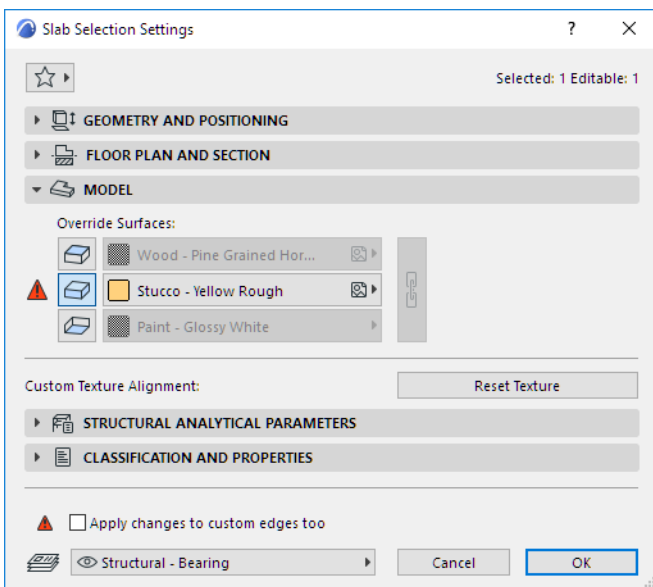 Slab Selection Settings
?
Selected: 1 Editable: 1
GEOMETRY AND POSITIONING
FLOOR PLAN AND SECTION
MODEL
Override Surfaces:
Wood - Pine Grained Hor...
Stucco - Yellow Rough
Paint - Glossy White
Custom Texture Alignment:
Reset Texture
STRUCTURAL ANALYTICAL PARAMETERS
CLASSIFICATION AND PROPERTIES
Apply changes to custom edges too
Structural - Bearing
Cancel
OK